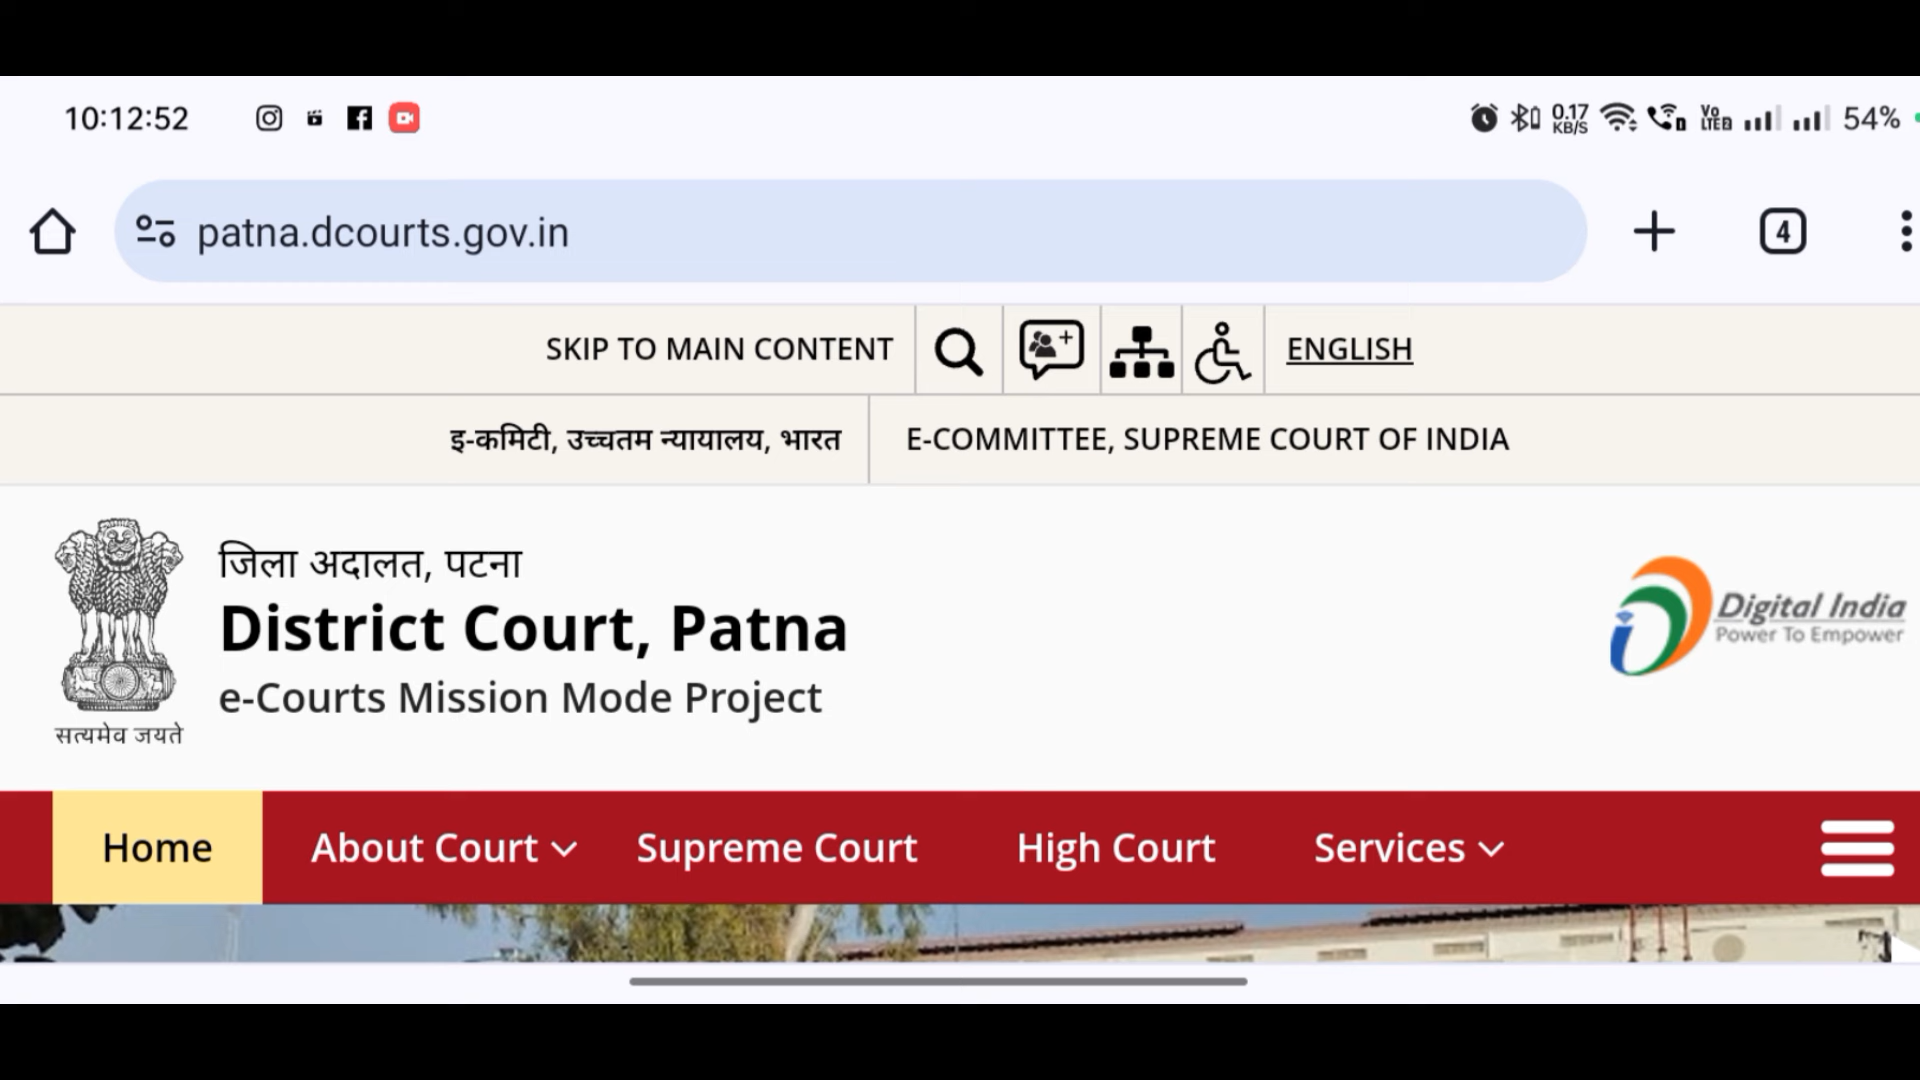 10:12:52 0.17 KB/S Vo LTE2 54%
patna.dcourts.gov.in 4
SKIP TO MAIN CONTENT ENGLISH
इ-कमिटी, उच्चतम न्यायालय, भारत E-COMMITTEE, SUPREME COURT OF INDIA
जिला अदालत, पटना
District Court, Patna
e-Courts Mission Mode Project
सत्यमेव जयते
Digital India
Power To Empower
Home About Court Supreme Court High Court Services